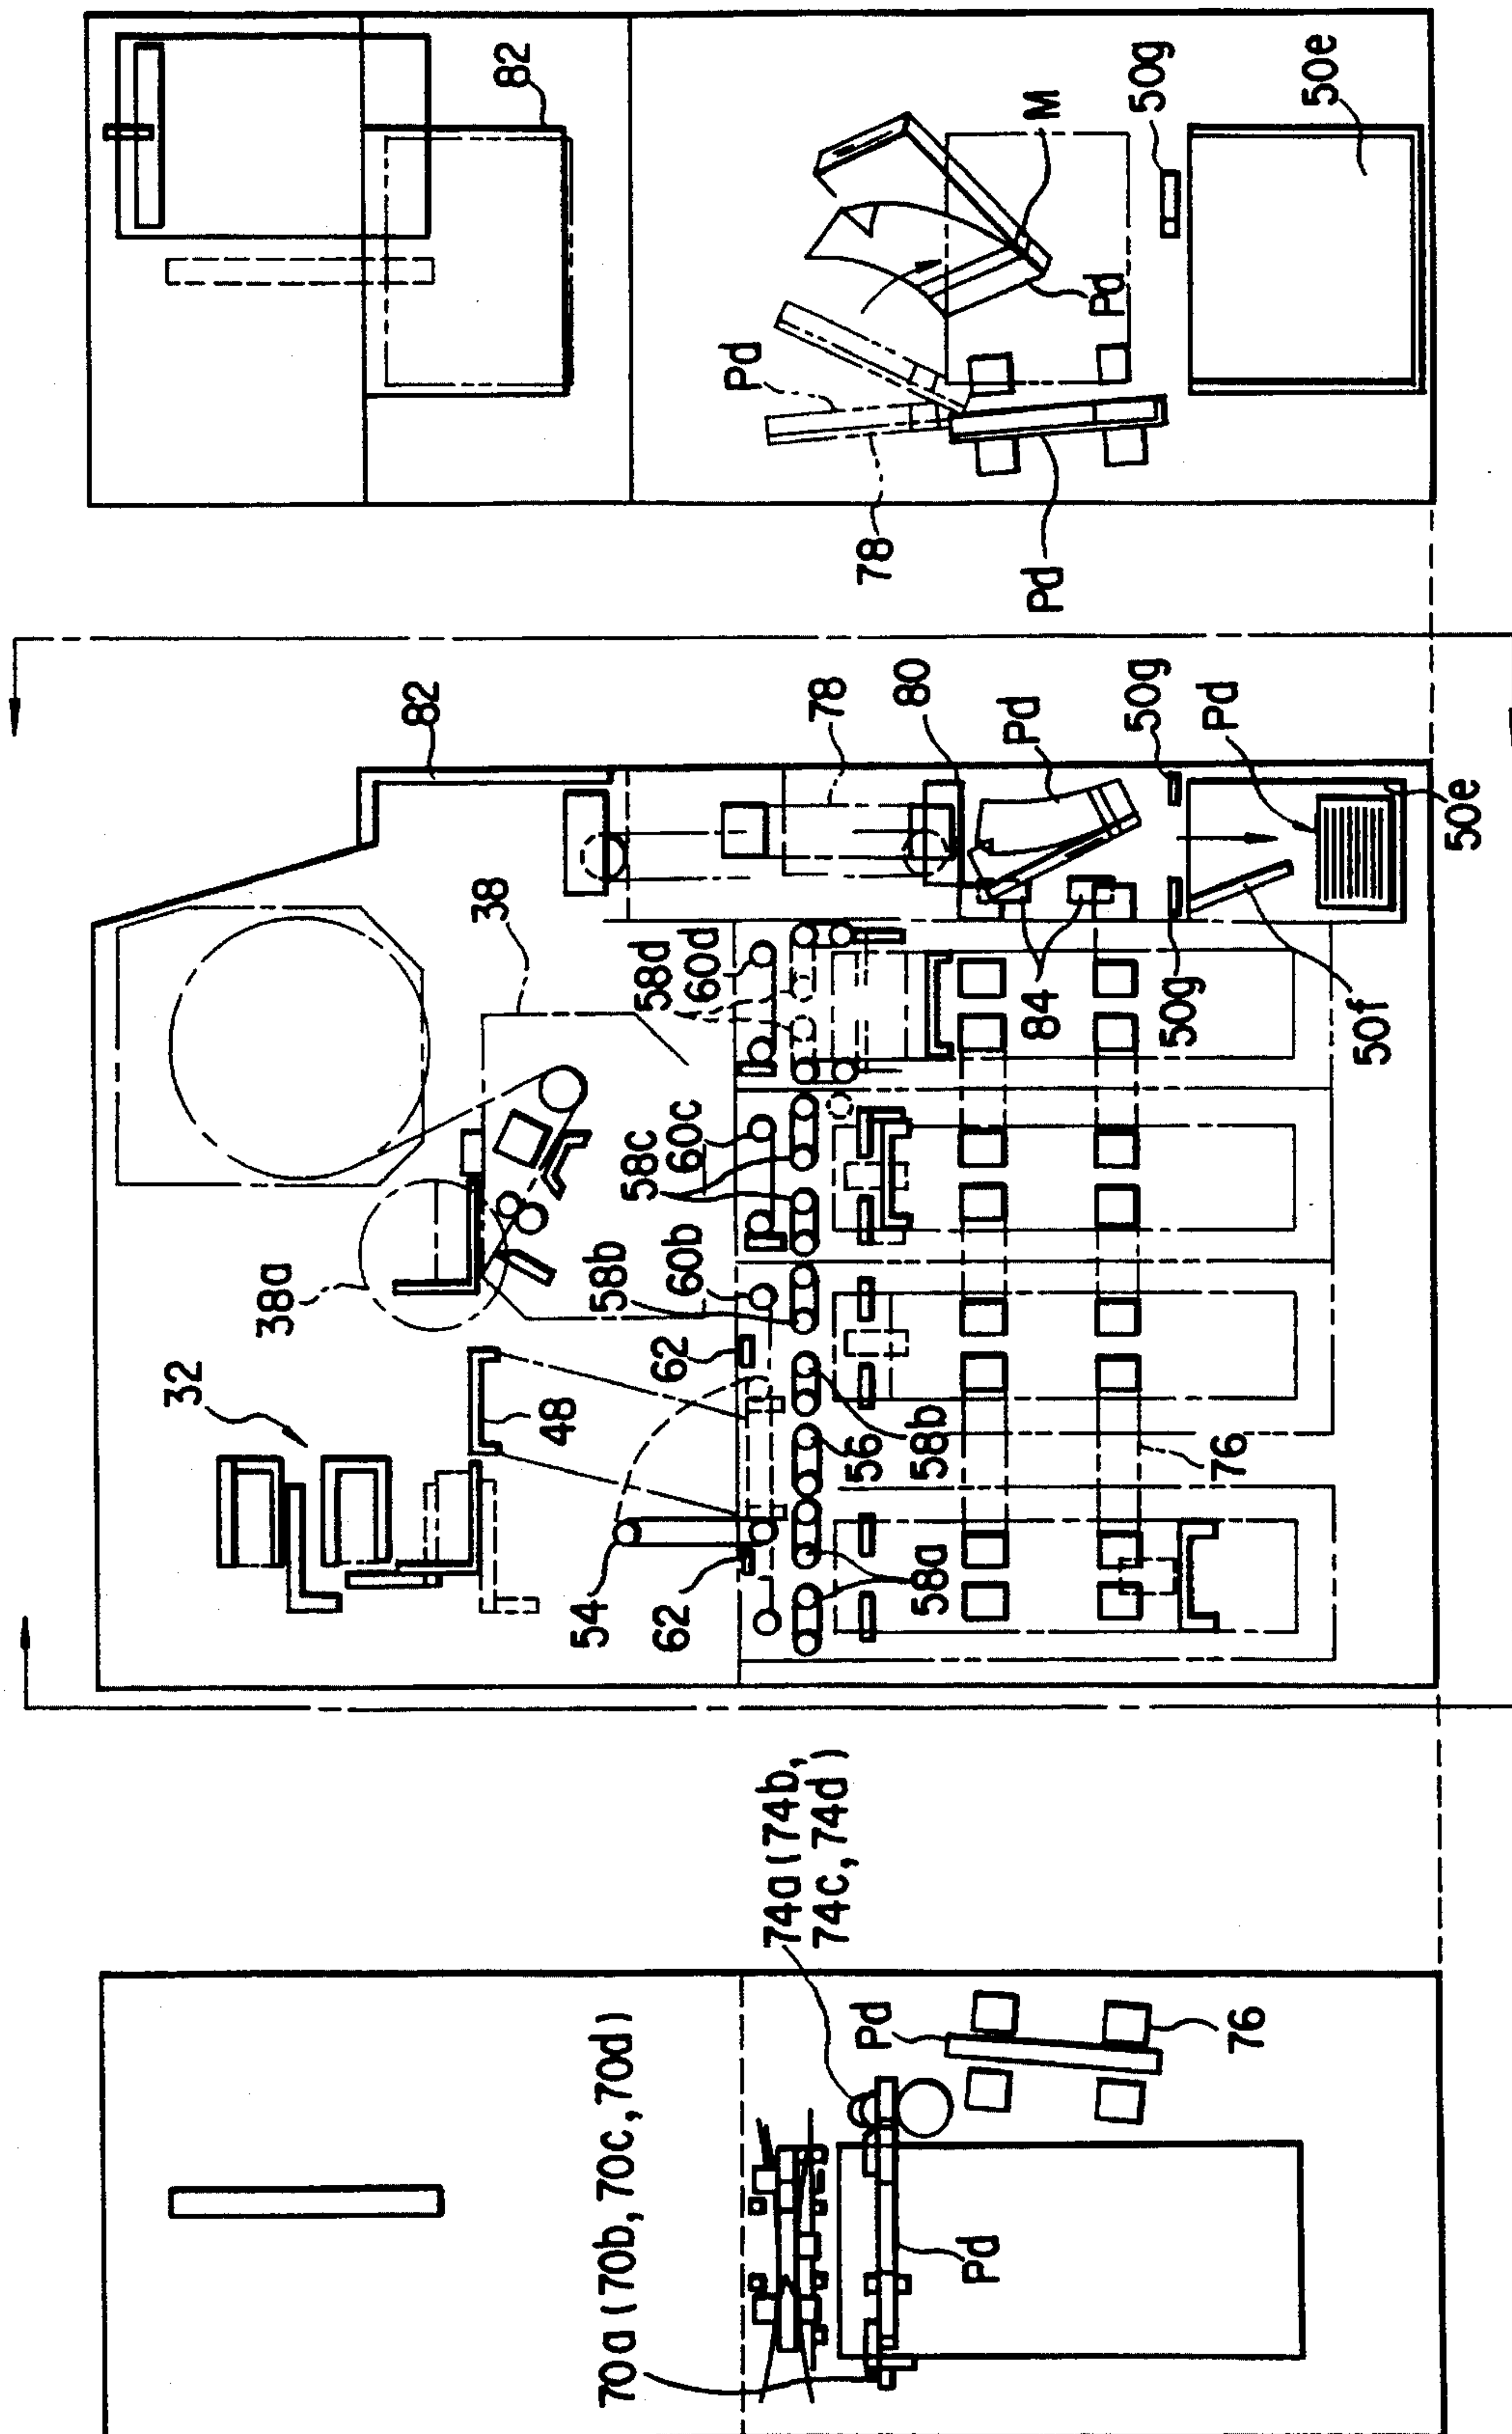 82
M
50g
50e
Pd
Pd
78
Pd
82
78
80
Pd
50g
Pd
38
58d
60d
84
50g
50f
50e
58c
60c
38a
58b
60b
62
32
48
56
58b
76
54
62
58a
74a(74b,
74c,74d)
70a(70b,70c,70d)
Pd
76
Pd